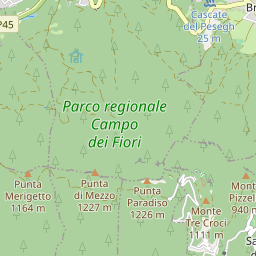 P45
Cascate
del Pesegh
25 m
Br
Parco regionale
Campo
dei Fiori
Punta
Merigetto
1164 m
Punta
di Mezzo
1227 m
Punta
Paradiso
1226 m
Monte
Tre Croci
1111 m
Mont
Pizzel
940 m
Sa
d